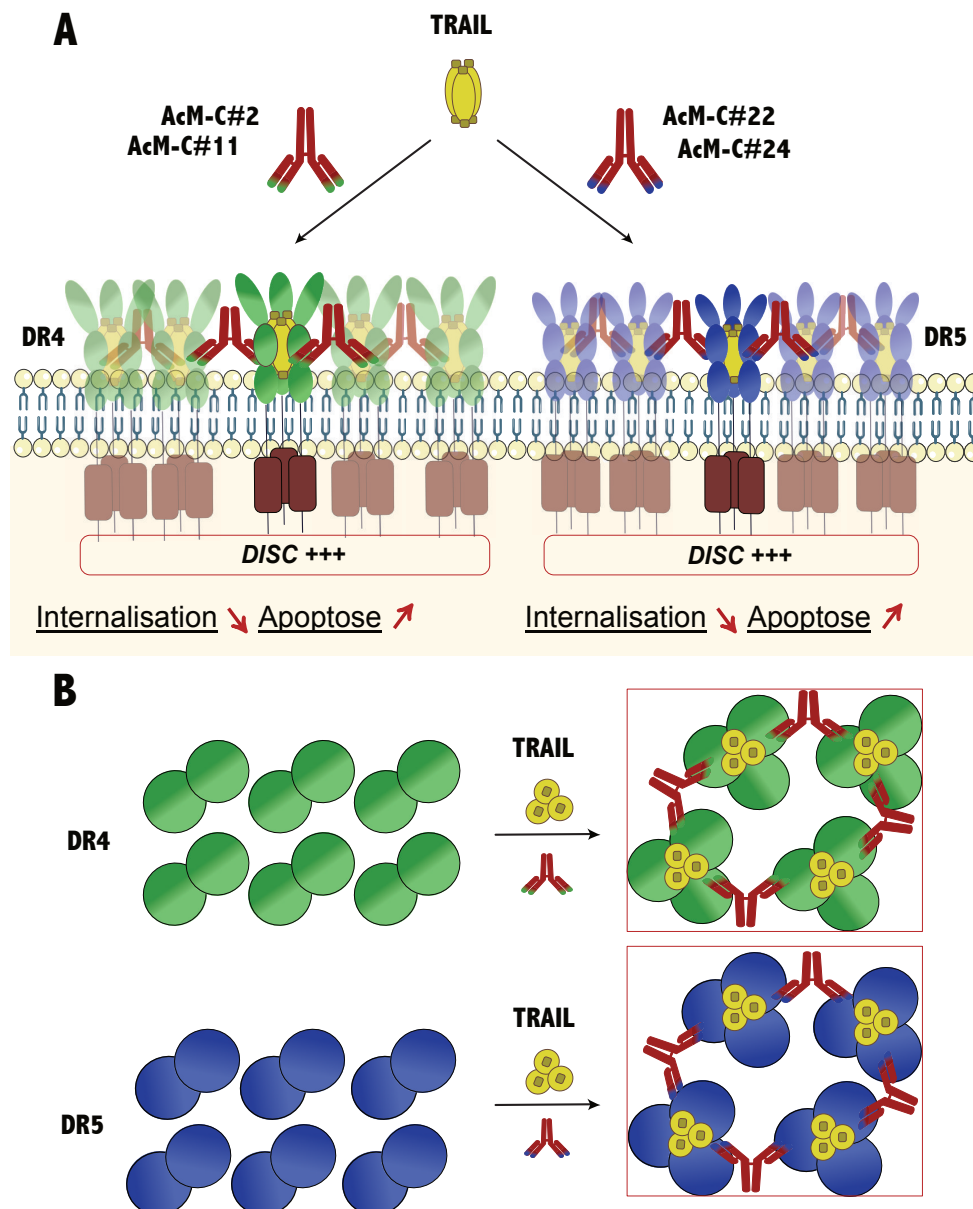 A
TRAIL
AcM-C#2
AcM-C#11
AcM-C#22
AcM-C#24
DR4
DR5
DISC +++
DISC +++
Internalisation Apoptose
Internalisation Apoptose
B
TRAIL
DR4
TRAIL
DR5